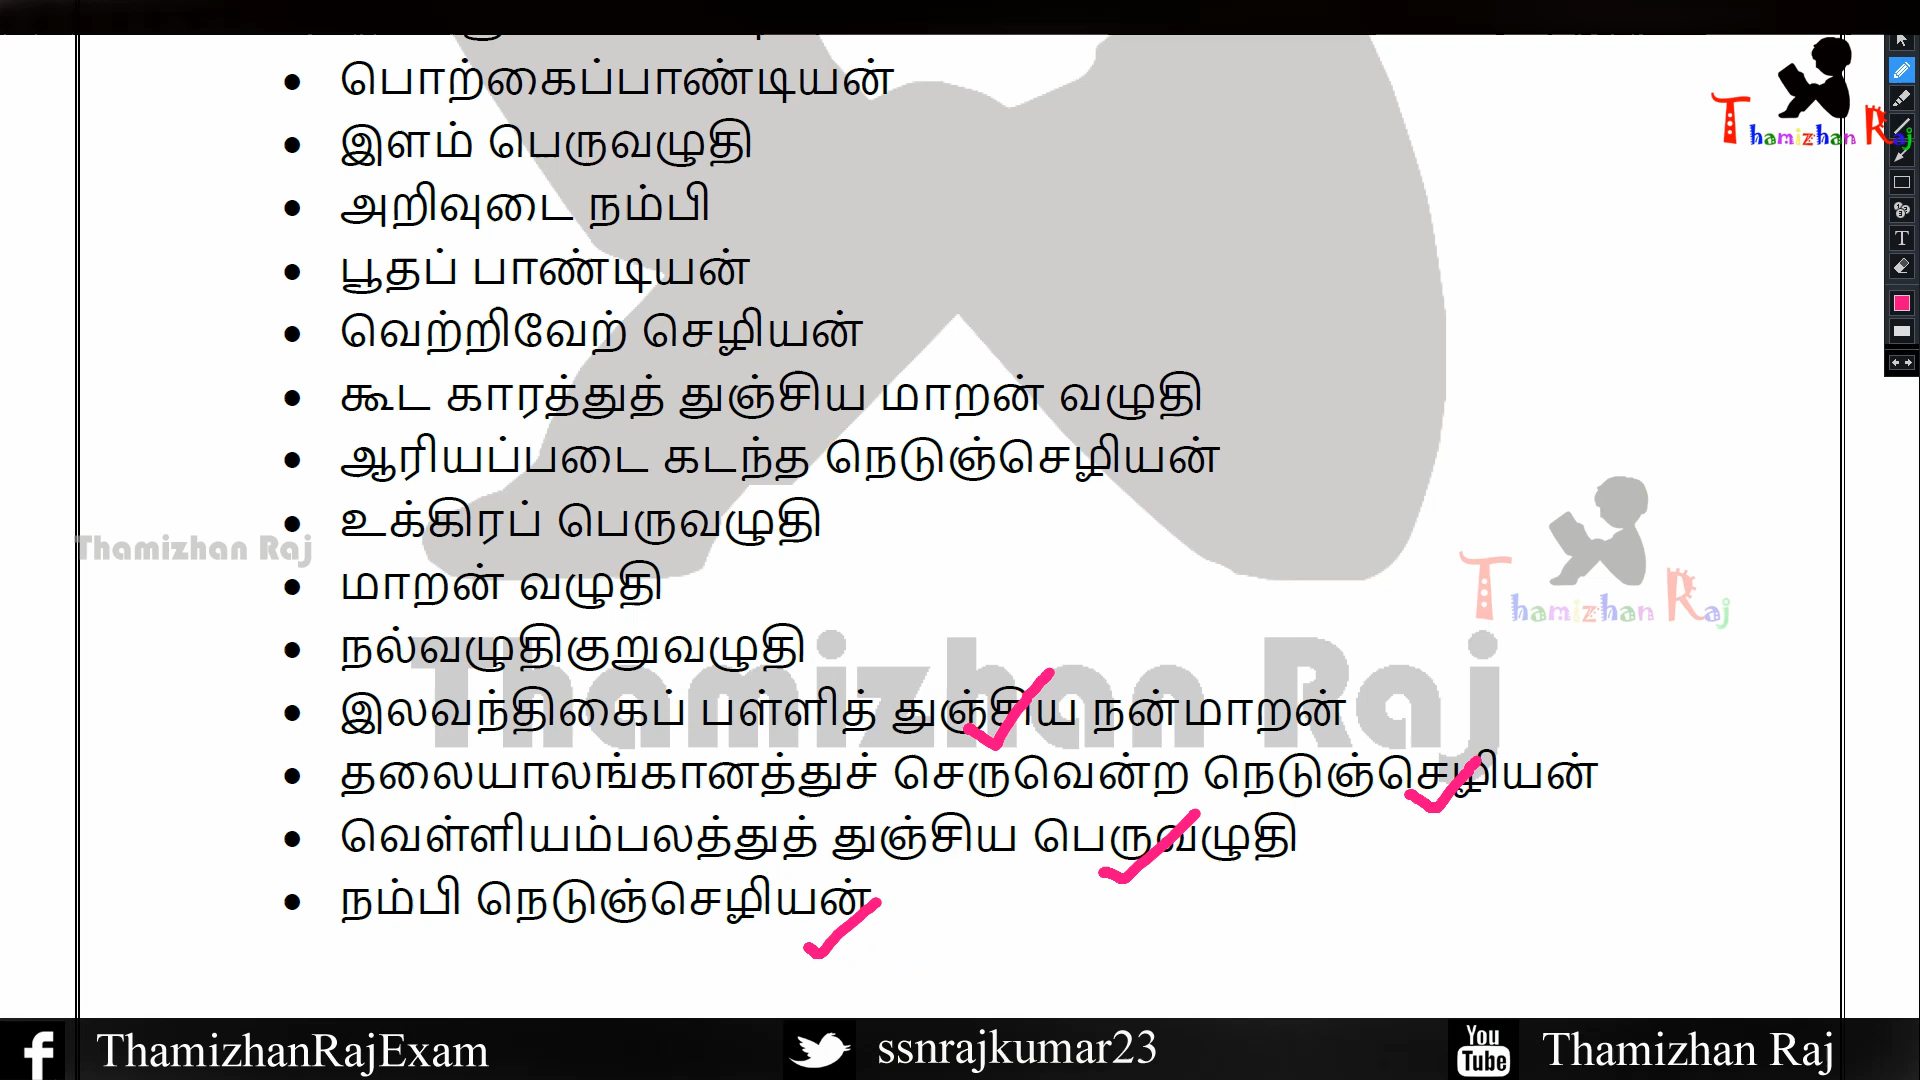 • பொற்கைப்பாண்டியன்
• இளம் பெருவழுதி
• அறிவுடை நம்பி
• பூதப் பாண்டியன்
• வெற்றிவேற் செழியன்
• கூட காரத்துத் துஞ்சிய மாறன் வழுதி
• ஆரியப்படை கடந்த நெடுஞ்செழியன்
• உக்கிரப் பெருவழுதி
• மாறன் வழுதி
• நல்வழுதிகுறுவழுதி
• இலவந்திகைப் பள்ளித் துஞ்சிய நன்மாறன்
• தலையாலங்கானத்துச் செருவென்ற நெடுஞ்செழியன்
• வெள்ளியம்பலத்துத் துஞ்சிய பெருவழுதி
• நம்பி நெடுஞ்செழியன்
Thamizhan Raj
Thamizhan Raj
Thamizhan Raj
Thamizhan Raj
ThamizhanRajExam
ssnrajkumar23
You Tube
Thamizhan Raj